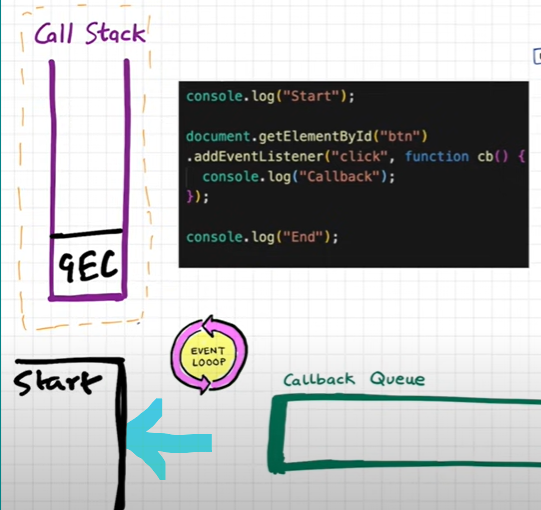 Call Stack
console.log("Start");
document.getElementById("btn")
.addEventListener("click", function cb() {
console.log("Callback");
});
console.log("End");
GEC
EVENT
LOOOP
Start
Callback Queue